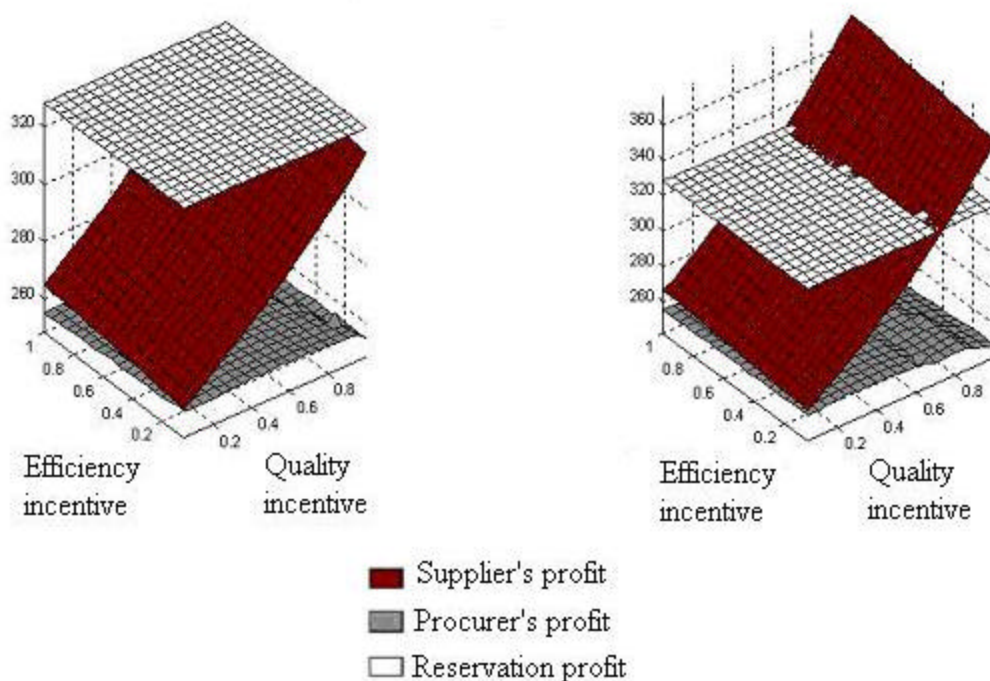 320
300
280
260
1
0.8
0.6
0.4
0.2
0.2
0.4
0.6
0.8
Efficiency
incentive
Quality
incentive
360
340
320
300
280
260
1
0.8
0.6
0.4
0.2
0.2
0.4
0.6
0.8
Efficiency
incentive
Quality
incentive
Supplier's profit
Procurer's profit
Reservation profit